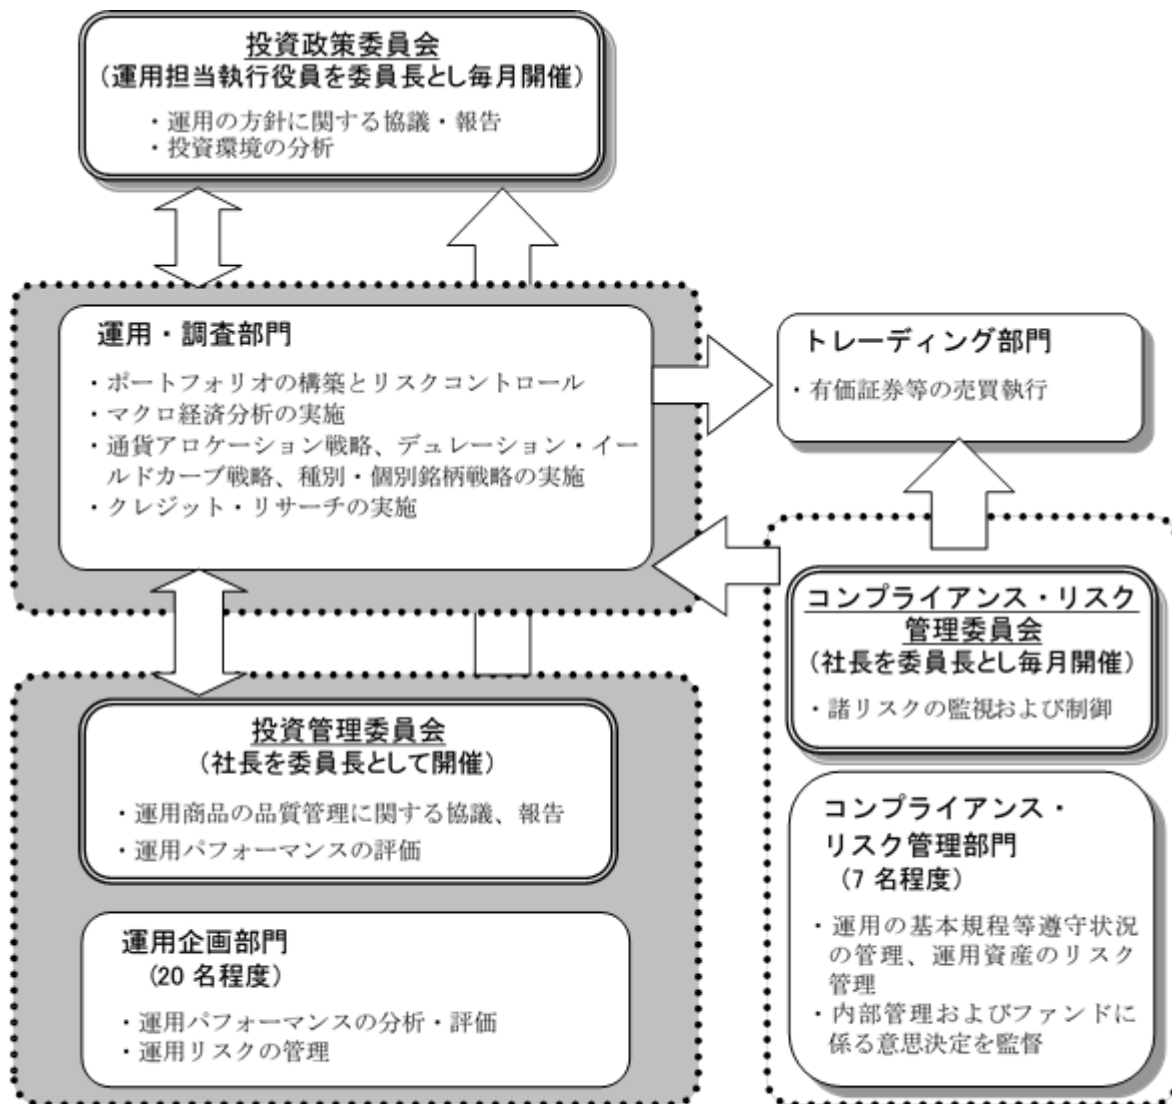 投資政策委員会
（運用担当執行役員を委員長とし毎月開催）
・運用の方針に関する協議・報告
・投資環境の分析
運用・調査部門
・ポートフォリオの構築とリスクコントロール
・マクロ経済分析の実施
・通貨アロケーション戦略、デュレーション・イー
ルドカーブ戦略、種別・個別銘柄戦略の実施
・クレジット・リサーチの実施
トレーディング部門
・有価証券等の売買執行
コンプライアンス・リスク
管理委員会
（社長を委員長とし毎月開催）
・諸リスクの監視および制御
投資管理委員会
（社長を委員長として開催）
・運用商品の品質管理に関する協議、報告
・運用パフォーマンスの評価
コンプライアンス・
リスク管理部門
（7 名程度）
・運用の基本規程等遵守状況
の管理、運用資産のリスク
管理
・内部管理およびファンドに
係る意思決定を監督
運用企画部門
（20 名程度）
・運用パフォーマンスの分析・評価
・運用リスクの管理